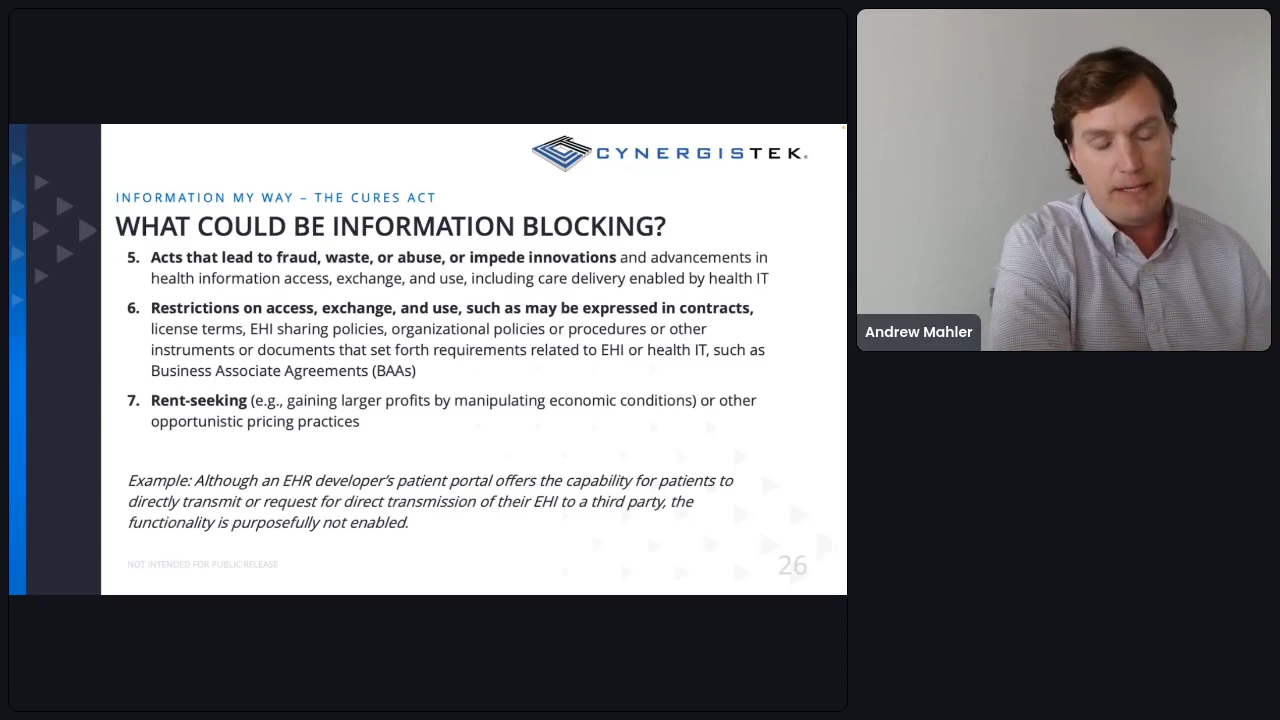 CYNERGISTEK.
INFORMATION MY WAY – THE CURES ACT
WHAT COULD BE INFORMATION BLOCKING?
5. Acts that lead to fraud, waste, or abuse, or impede innovations and advancements in
health information access, exchange, and use, including care delivery enabled by health IT
6. Restrictions on access, exchange, and use, such as may be expressed in contracts,
license terms, EHI sharing policies, organizational policies or procedures or other
instruments or documents that set forth requirements related to EHI or health IT, such as
Business Associate Agreements (BAAs)
7. Rent-seeking (e.g., gaining larger profits by manipulating economic conditions) or other
opportunistic pricing practices
Example: Although an EHR developer's patient portal offers the capability for patients to
directly transmit or request for direct transmission of their EHI to a third party, the
functionality is purposefully not enabled.
NOT INTENDED FOR PUBLIC RELEASE
26
Andrew Mahler